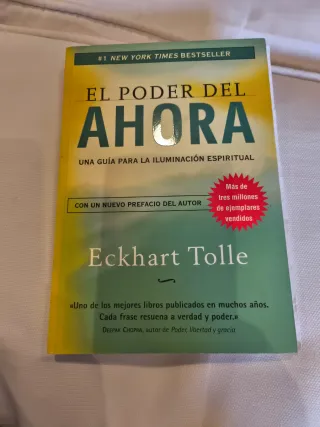 #1 NEW YORK TIMES BESTSELLER
EL PODER DEL
AHORA
UNA GUÍA PARA LA ILUMINACIÓN ESPIRITUAL
CON UN NUEVO PREFACIO DEL AUTOR
Más de
tres millones
de ejemplares
vendidos
Eckhart Tolle
«Uno de los mejores libros publicados en muchos años.
Cada frase resuena a verdad y poder.»
DEEPAK CHOPRA, autor de Poder, libertad y gracia